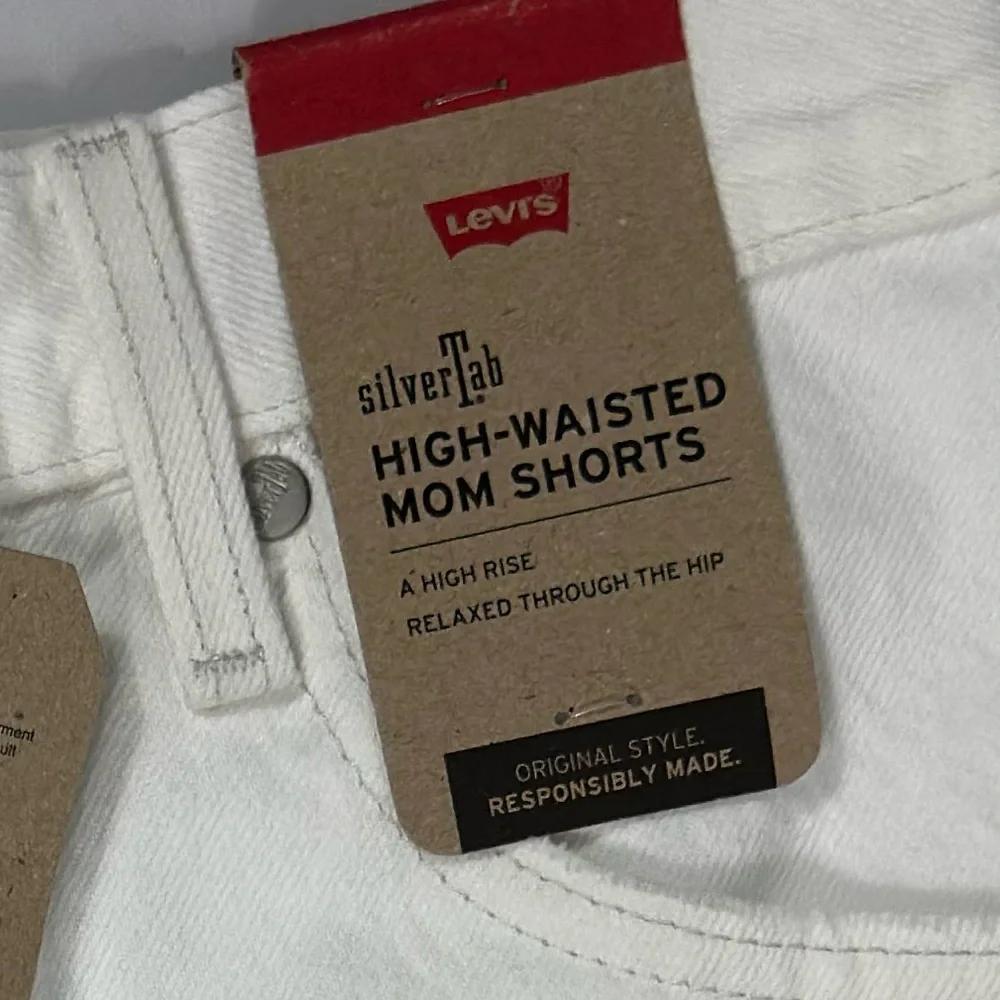 Levi's®
silverTab
HIGH-WAISTED
MOM SHORTS
A HIGH RISE
RELAXED THROUGH THE HIP
ORIGINAL STYLE.
RESPONSIBLY MADE.